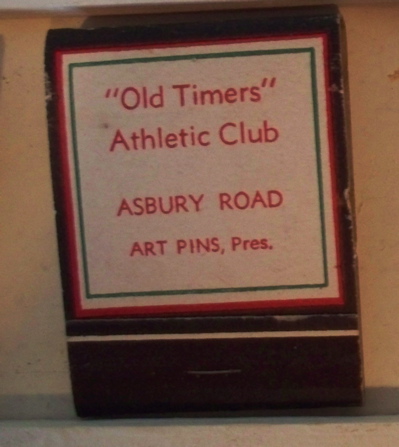 "Old Timers"
Athletic Club
ASBURY ROAD
ART PINS, Pres.